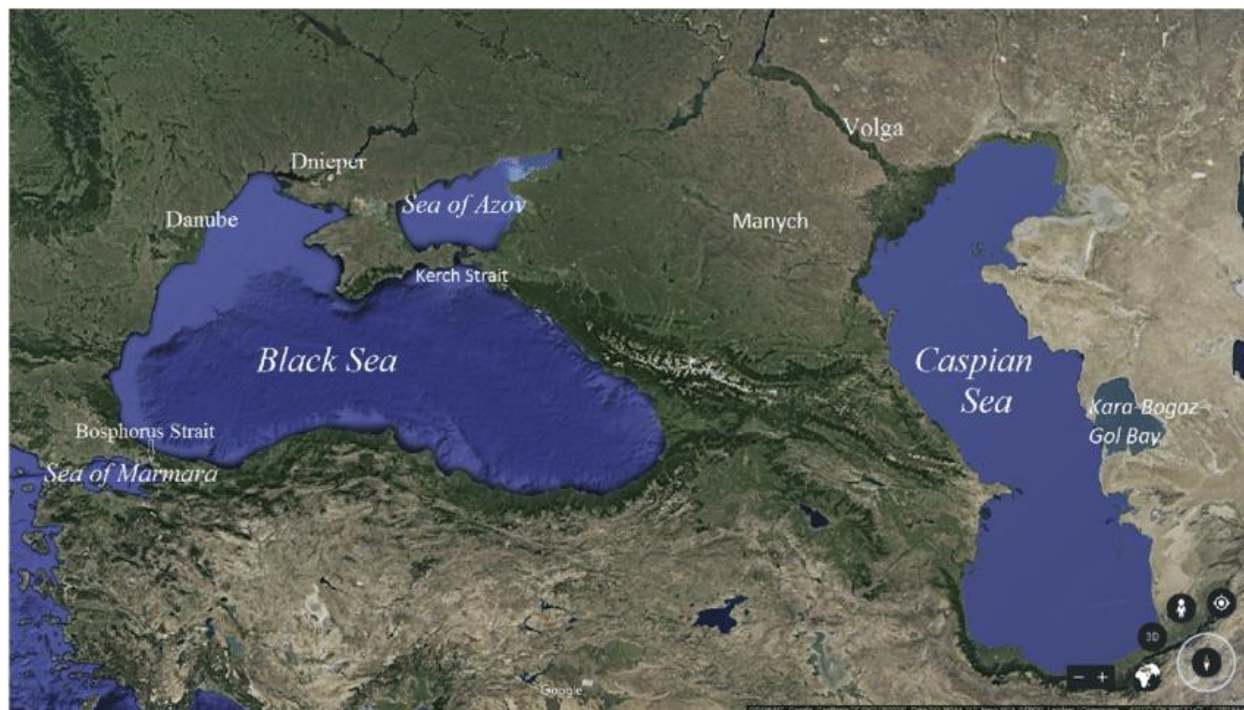 Volga
Dnieper
Sea of Azov
Danube
Manych
Kerch Strait
Black Sea
Caspian
Sea
Kara-Bogaz
Gol Bay
Bosphorus Strait
Sea of Marmara
3D
Google